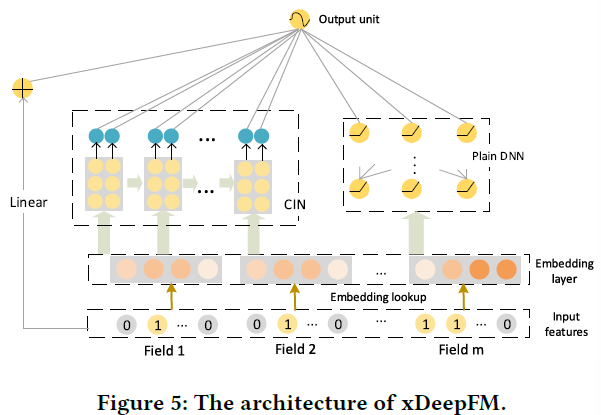 Output unit
...
Plain DNN
...
...
CIN
Linear
Embedding
layer
...
Embedding lookup
Input
features
0 1 ... 0 0 1 ... 0 ... 1 1 ... 0
Field 1 Field 2 Field m
Figure 5: The architecture of xDeepFM.